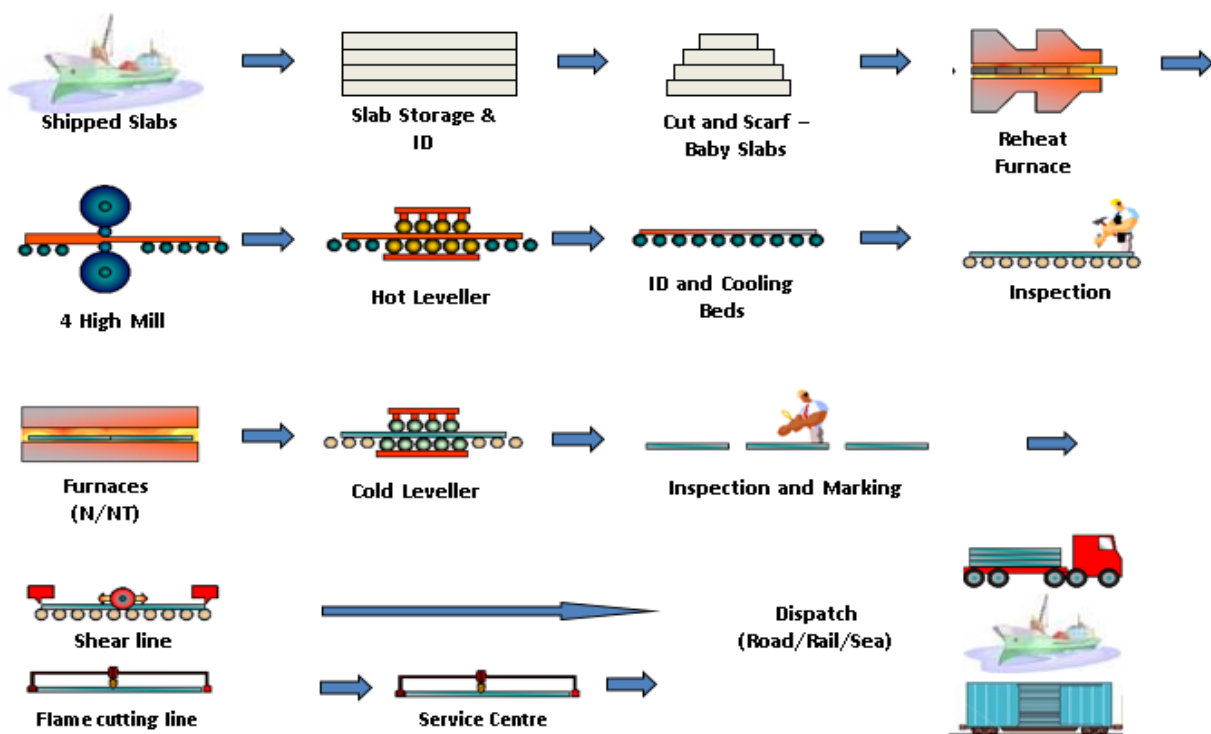 Shipped Slabs
Slab Storage &
ID
Cut and Scarf –
Baby Slabs
Reheat
Furnace
4 High Mill
Hot Leveller
ID and Cooling
Beds
Inspection
Furnaces
(N/NT)
Cold Leveller
Inspection and Marking
Shear line
Dispatch
(Road/Rail/Sea)
Flame cutting line
Service Centre